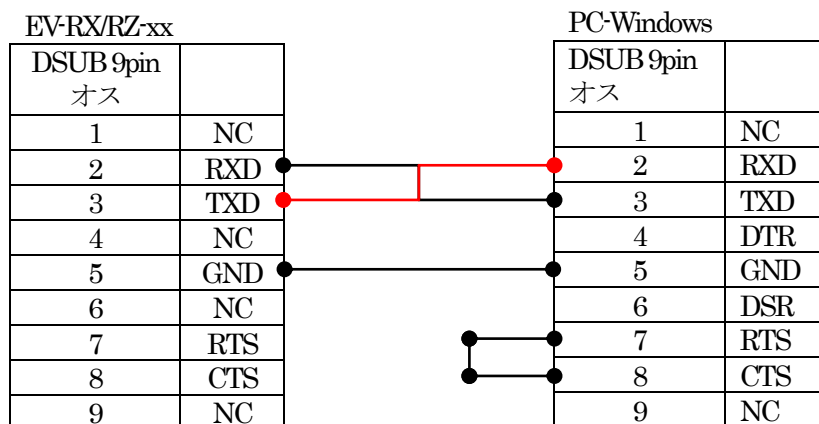 EV-RX/RZ-xx
DSUB 9pin
オス
1 NC
2 RXD
3 TXD
4 NC
5 GND
6 NC
7 RTS
8 CTS
9 NC
PC-Windows
DSUB 9pin
オス
1 NC
2 RXD
3 TXD
4 DTR
5 GND
6 DSR
7 RTS
8 CTS
9 NC